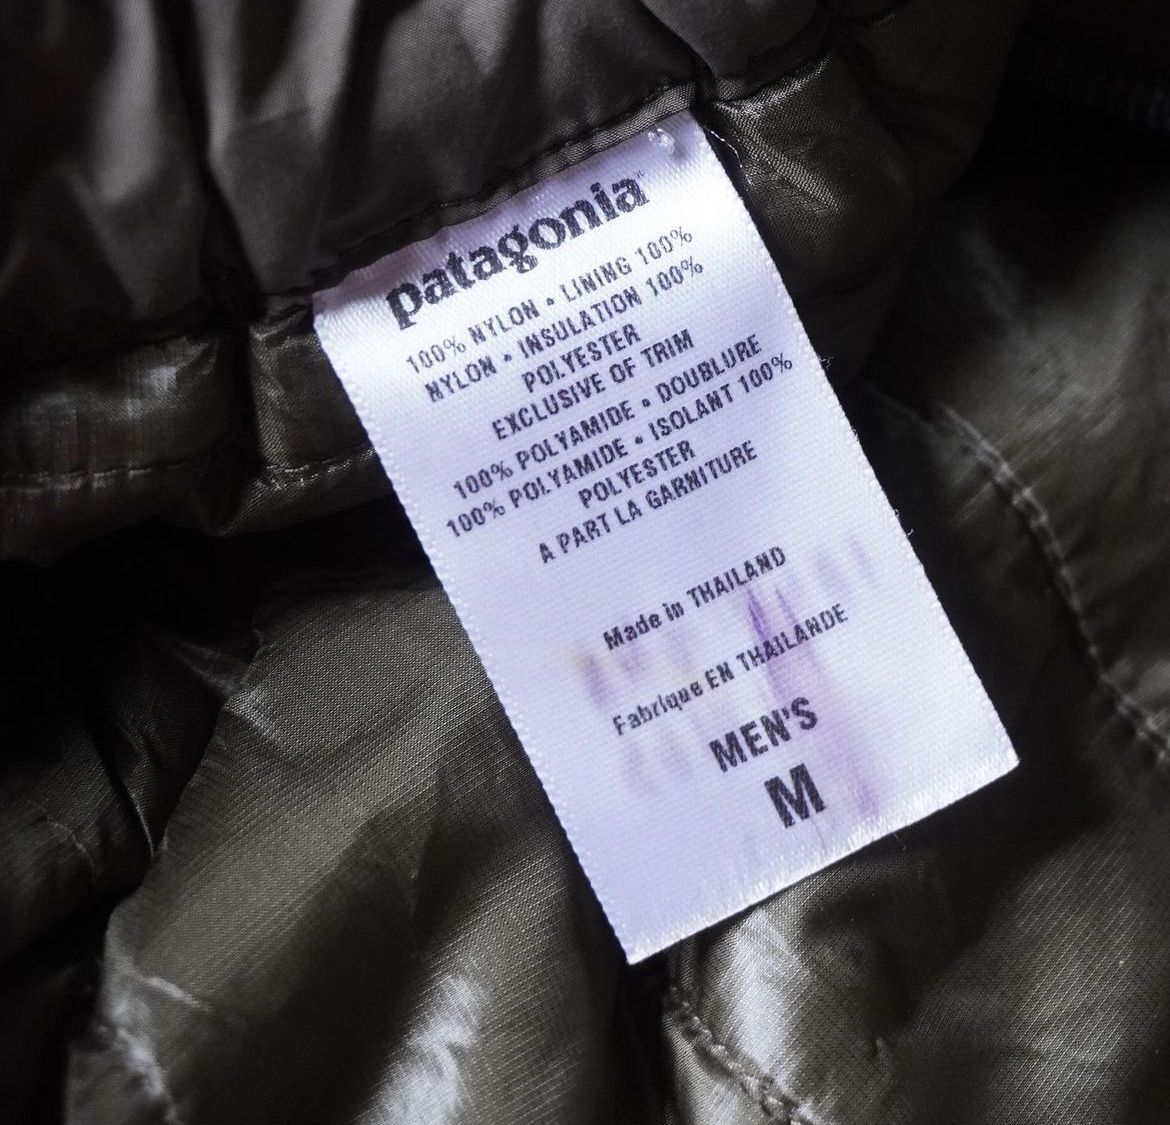 patagonia
100% NYLON • LINING 100%
NYLON • INSULATION 100%
POLYESTER
EXCLUSIVE OF TRIM
100% POLYAMIDE • DOUBLURE
100% POLYAMIDE • ISOLANT 100%
POLYESTER
A PART LA GARNITURE
Made in THAILAND
Fabrique EN THAILANDE
MEN'S
M